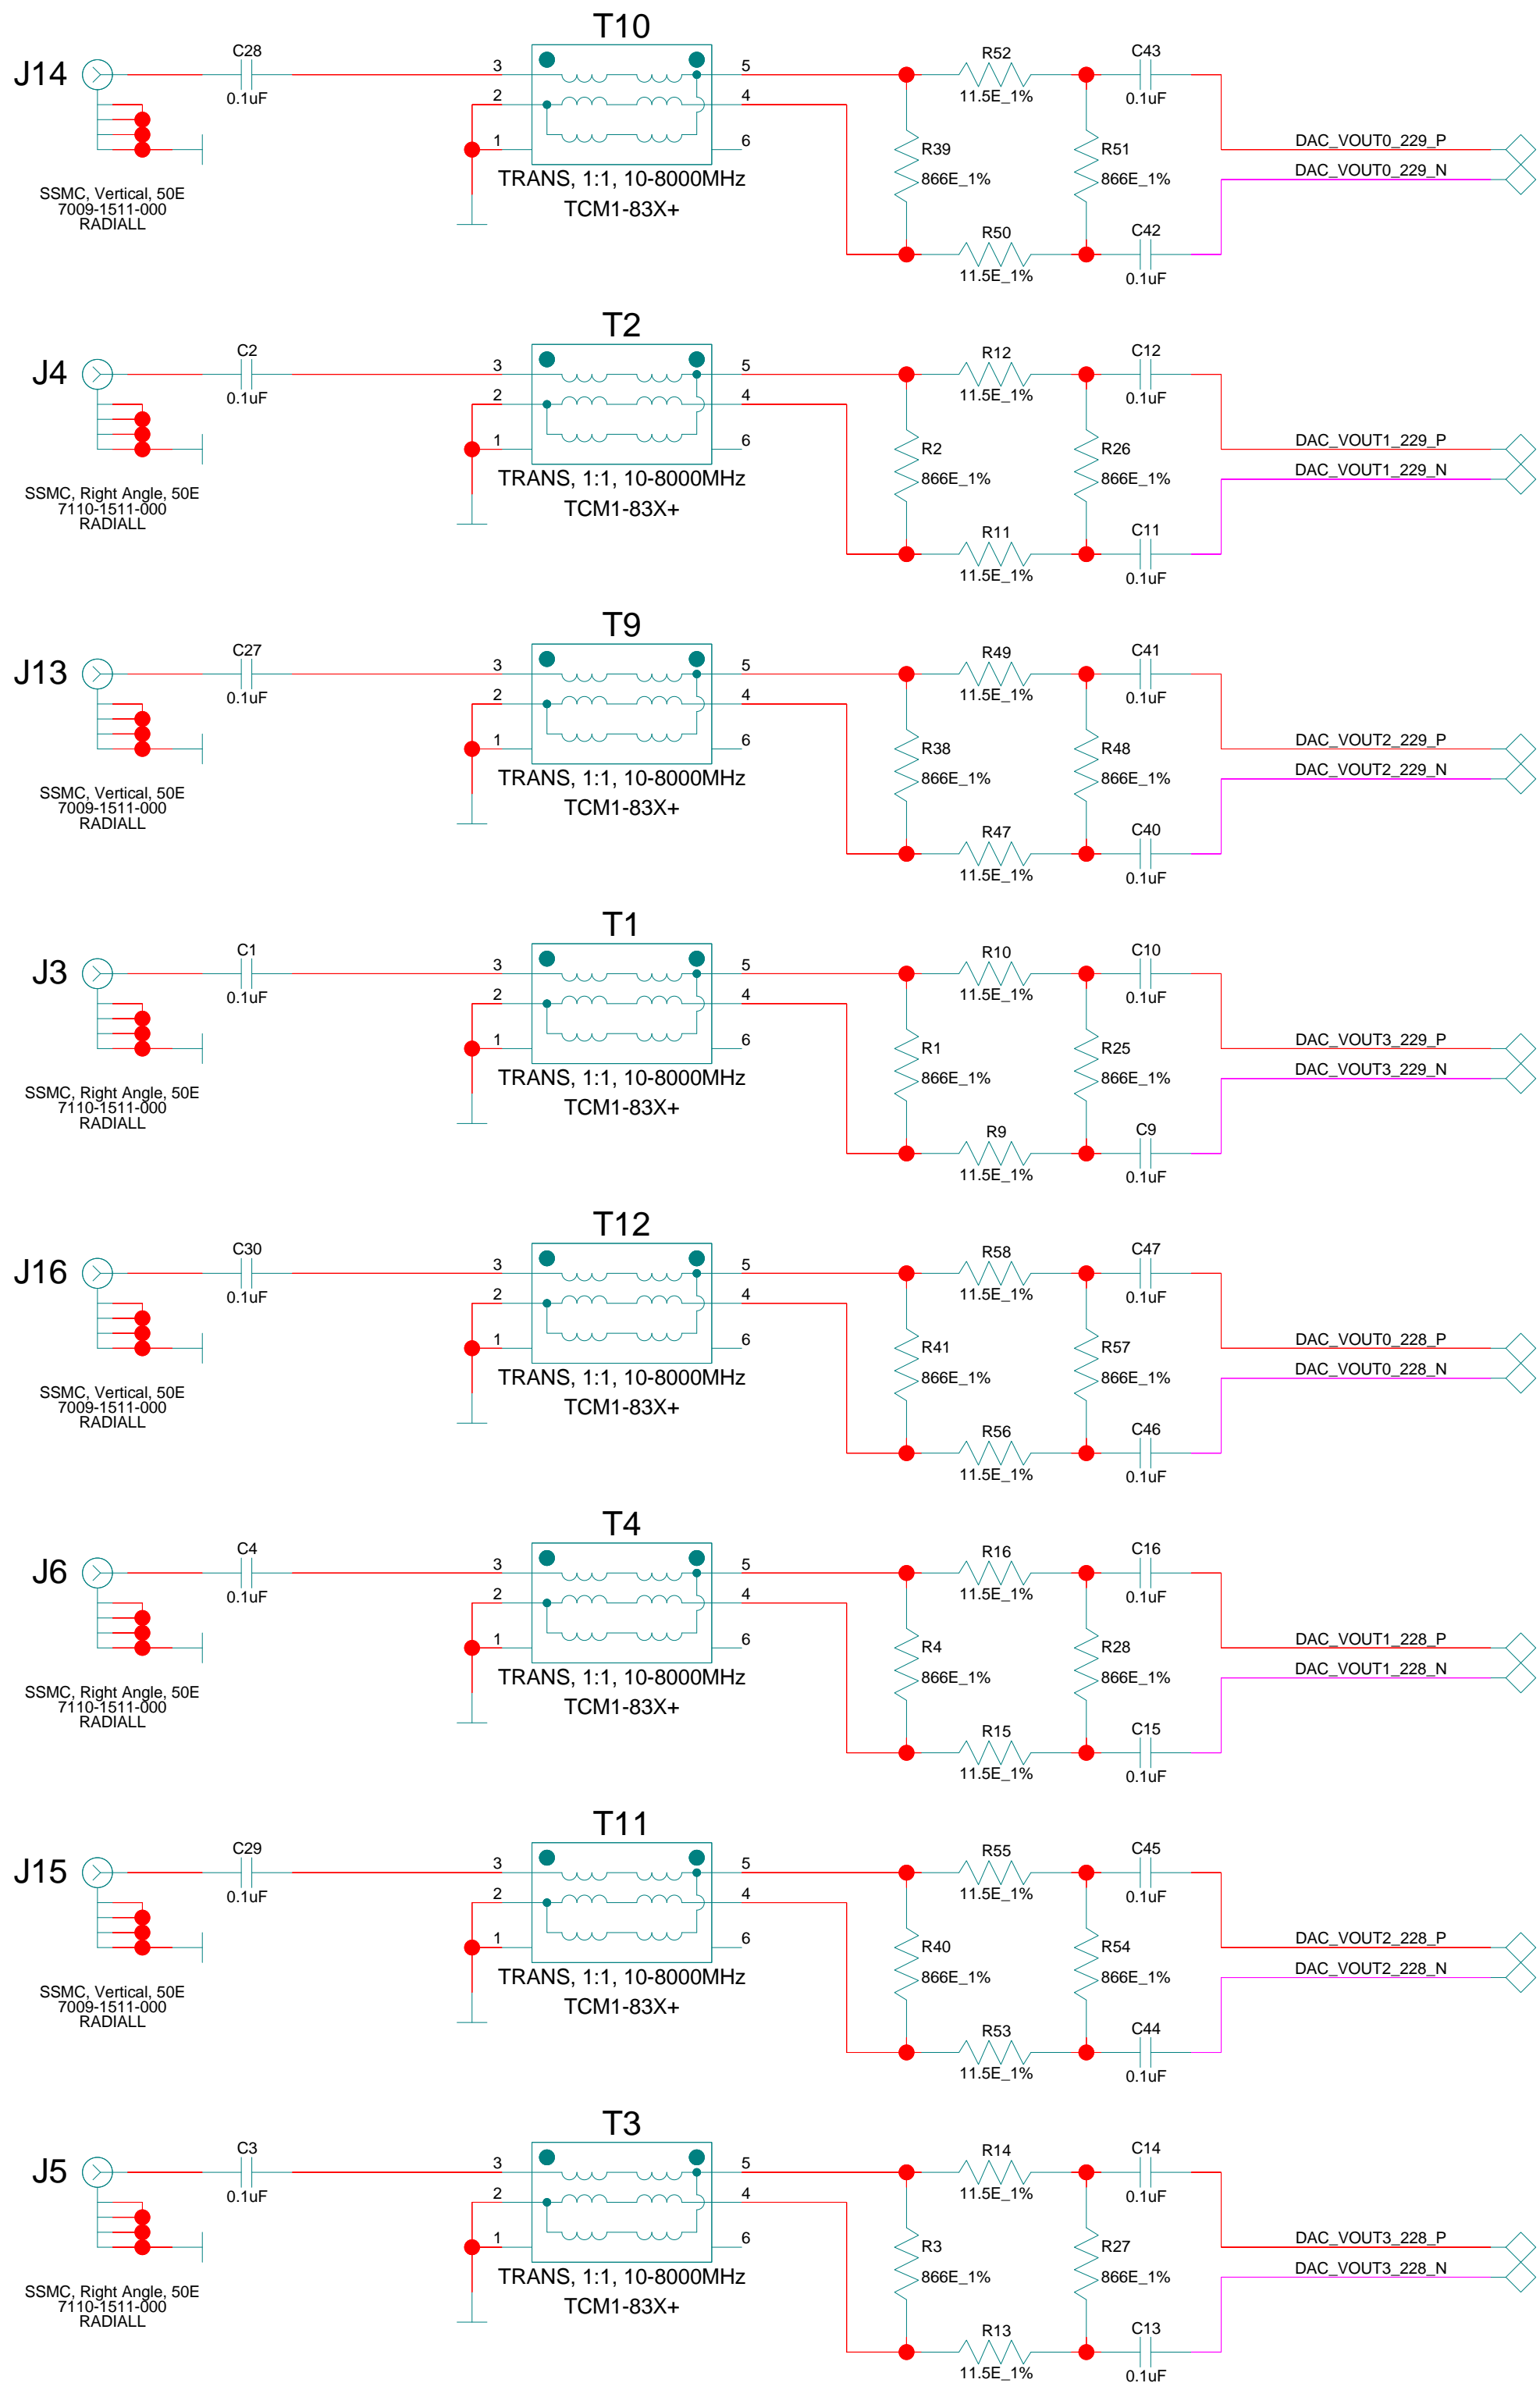 T10
J14
C28
0.1uF
3
2
1
5
4
6
TRANS, 1:1, 10-8000MHz
TCM1-83X+
SSMC, Vertical, 50E
7009-1511-000
RADIALL
R52
11.5E_1%
C43
0.1uF
R39
866E_1%
R51
866E_1%
R50
11.5E_1%
C42
0.1uF
DAC_VOUT0_229_P
DAC_VOUT0_229_N
T2
J4
C2
0.1uF
3
2
1
5
4
6
TRANS, 1:1, 10-8000MHz
TCM1-83X+
SSMC, Right Angle, 50E
7110-1511-000
RADIALL
R12
11.5E_1%
C12
0.1uF
R2
866E_1%
R26
866E_1%
R11
11.5E_1%
C11
0.1uF
DAC_VOUT1_229_P
DAC_VOUT1_229_N
T9
J13
C27
0.1uF
3
2
1
5
4
6
TRANS, 1:1, 10-8000MHz
TCM1-83X+
SSMC, Vertical, 50E
7009-1511-000
RADIALL
R49
11.5E_1%
C41
0.1uF
R38
866E_1%
R48
866E_1%
R47
11.5E_1%
C40
0.1uF
DAC_VOUT2_229_P
DAC_VOUT2_229_N
T1
J3
C1
0.1uF
3
2
1
5
4
6
TRANS, 1:1, 10-8000MHz
TCM1-83X+
SSMC, Right Angle, 50E
7110-1511-000
RADIALL
R10
11.5E_1%
C10
0.1uF
R1
866E_1%
R25
866E_1%
R9
11.5E_1%
C9
0.1uF
DAC_VOUT3_229_P
DAC_VOUT3_229_N
T12
J16
C30
0.1uF
3
2
1
5
4
6
TRANS, 1:1, 10-8000MHz
TCM1-83X+
SSMC, Vertical, 50E
7009-1511-000
RADIALL
R58
11.5E_1%
C47
0.1uF
R41
866E_1%
R57
866E_1%
R56
11.5E_1%
C46
0.1uF
DAC_VOUT0_228_P
DAC_VOUT0_228_N
T4
J6
C4
0.1uF
3
2
1
5
4
6
TRANS, 1:1, 10-8000MHz
TCM1-83X+
SSMC, Right Angle, 50E
7110-1511-000
RADIALL
R16
11.5E_1%
C16
0.1uF
R4
866E_1%
R28
866E_1%
R15
11.5E_1%
C15
0.1uF
DAC_VOUT1_228_P
DAC_VOUT1_228_N
T11
J15
C29
0.1uF
3
2
1
5
4
6
TRANS, 1:1, 10-8000MHz
TCM1-83X+
SSMC, Vertical, 50E
7009-1511-000
RADIALL
R55
11.5E_1%
C45
0.1uF
R40
866E_1%
R54
866E_1%
R53
11.5E_1%
C44
0.1uF
DAC_VOUT2_228_P
DAC_VOUT2_228_N
T3
J5
C3
0.1uF
3
2
1
5
4
6
TRANS, 1:1, 10-8000MHz
TCM1-83X+
SSMC, Right Angle, 50E
7110-1511-000
RADIALL
R14
11.5E_1%
C14
0.1uF
R3
866E_1%
R27
866E_1%
R13
11.5E_1%
C13
0.1uF
DAC_VOUT3_228_P
DAC_VOUT3_228_N